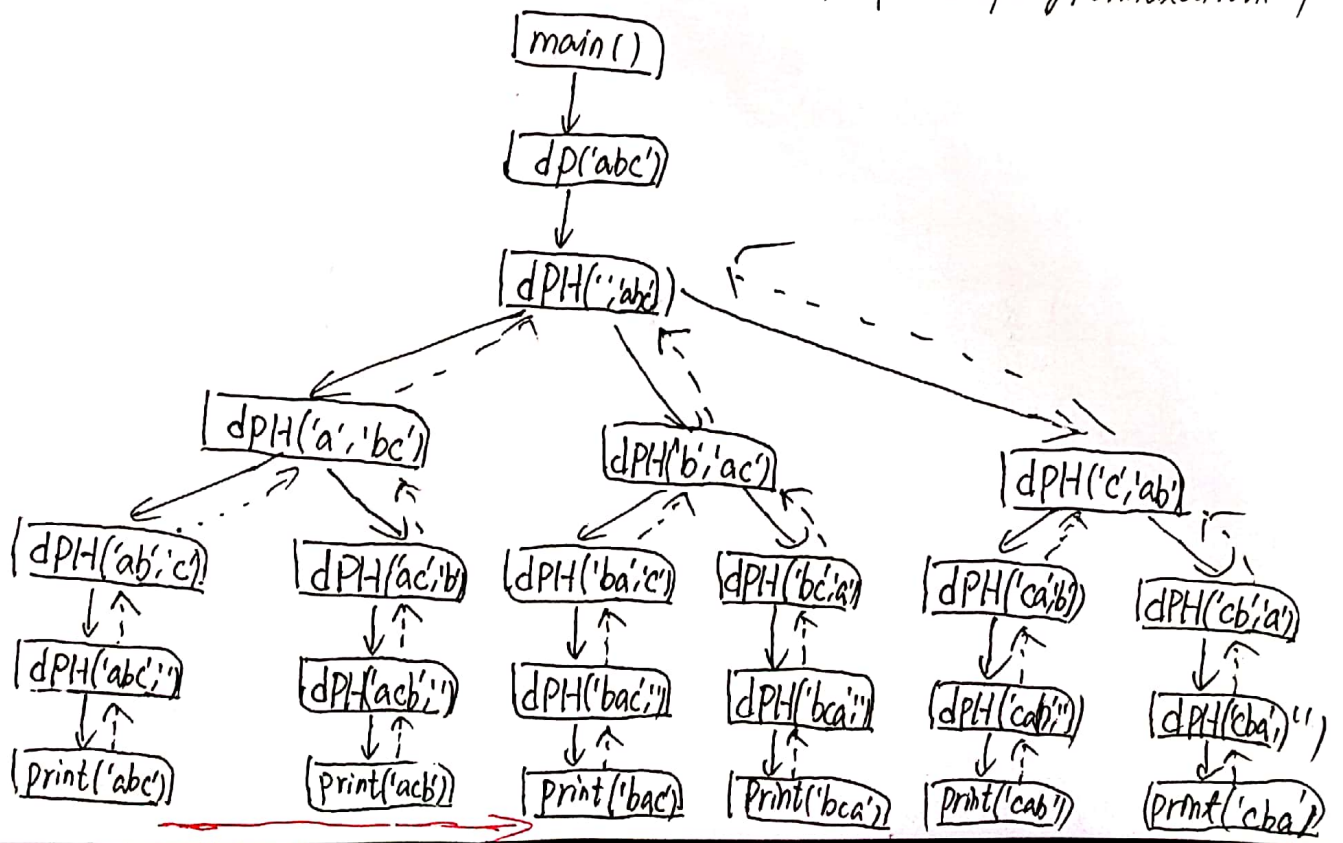 main()
dp('abc')
dPH('','abc')
dPH('a','bc') dPH('b','ac') dPH('c','ab')
dPH('ab','c') dPH('ac','b') dPH('ba','c') dPH('bc','a') dPH('ca','b') dPH('cb','a')
dPH('abc','') dPH('acb','') dPH('bac','') dPH('bca','') dPH('cab','') dPH('cba','')
print('abc') print('acb') print('bac') print('bca') print('cab') print('cba')